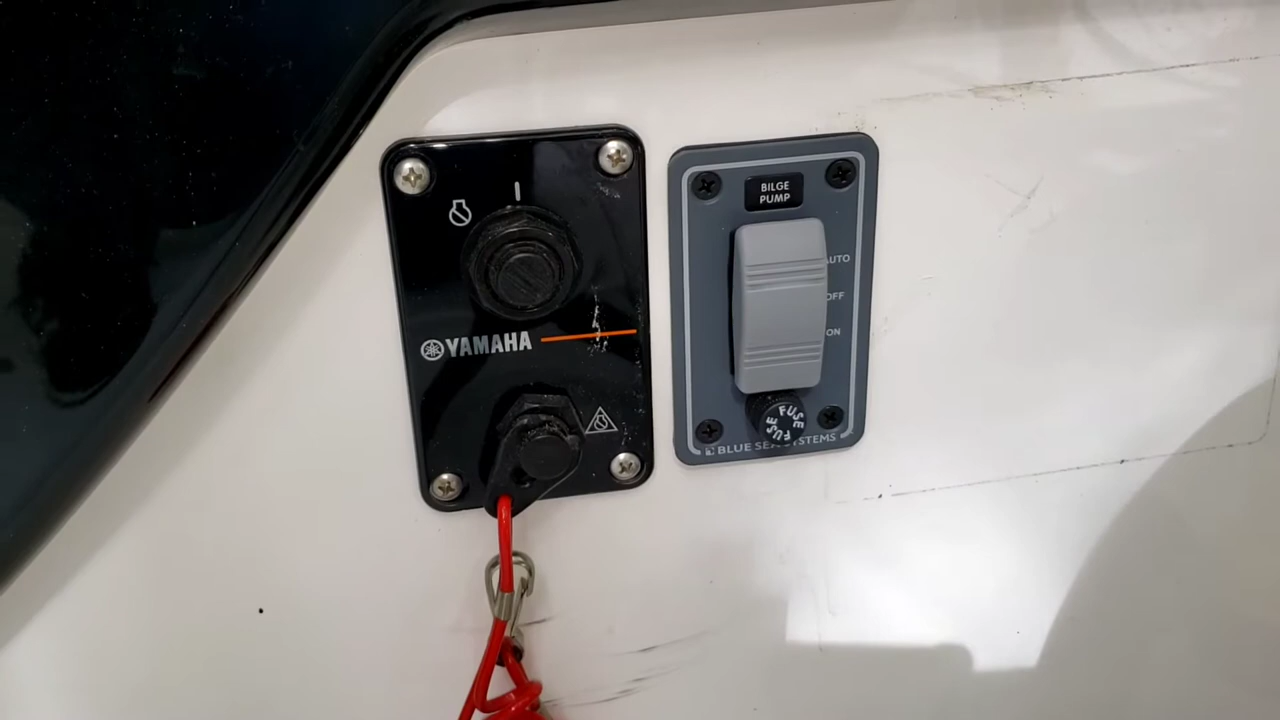 YAMAHA
BILGE
PUMP
AUTO
OFF
ON
FUSE
FUSE
BLUE SEA SYSTEMS